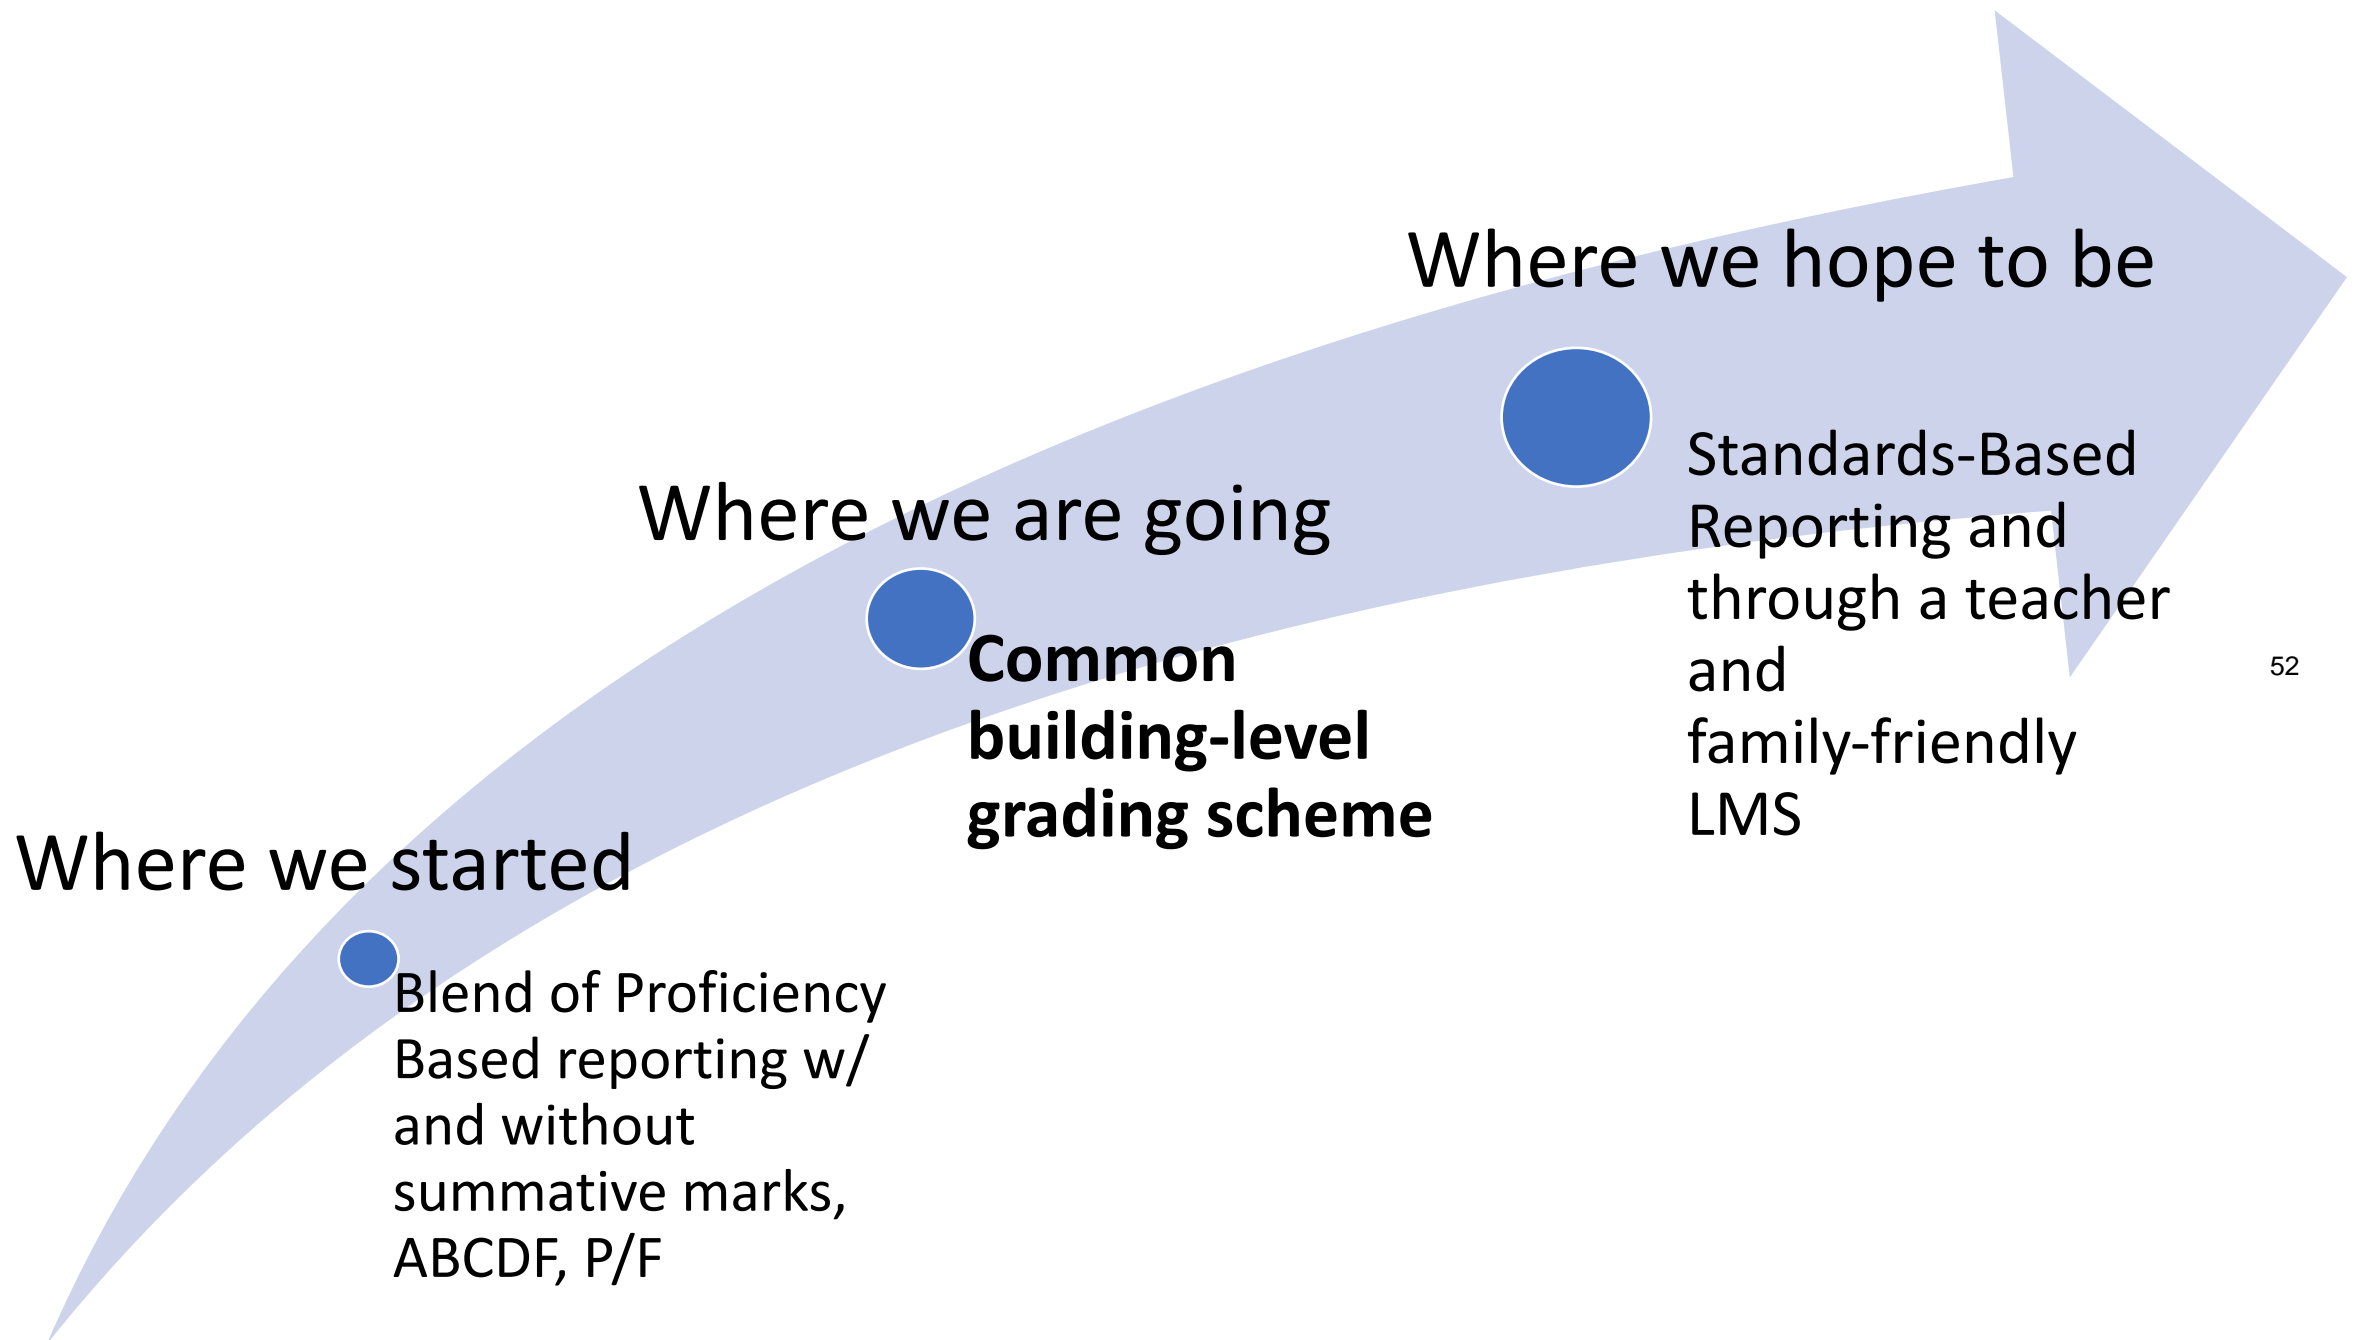 Where we started
Blend of Proficiency
Based reporting w/
and without
summative marks,
ABCDF, P/F
Where we are going
Common
building-level
grading scheme
Where we hope to be
Standards-Based
Reporting and
through a teacher
and
family-friendly
LMS
52